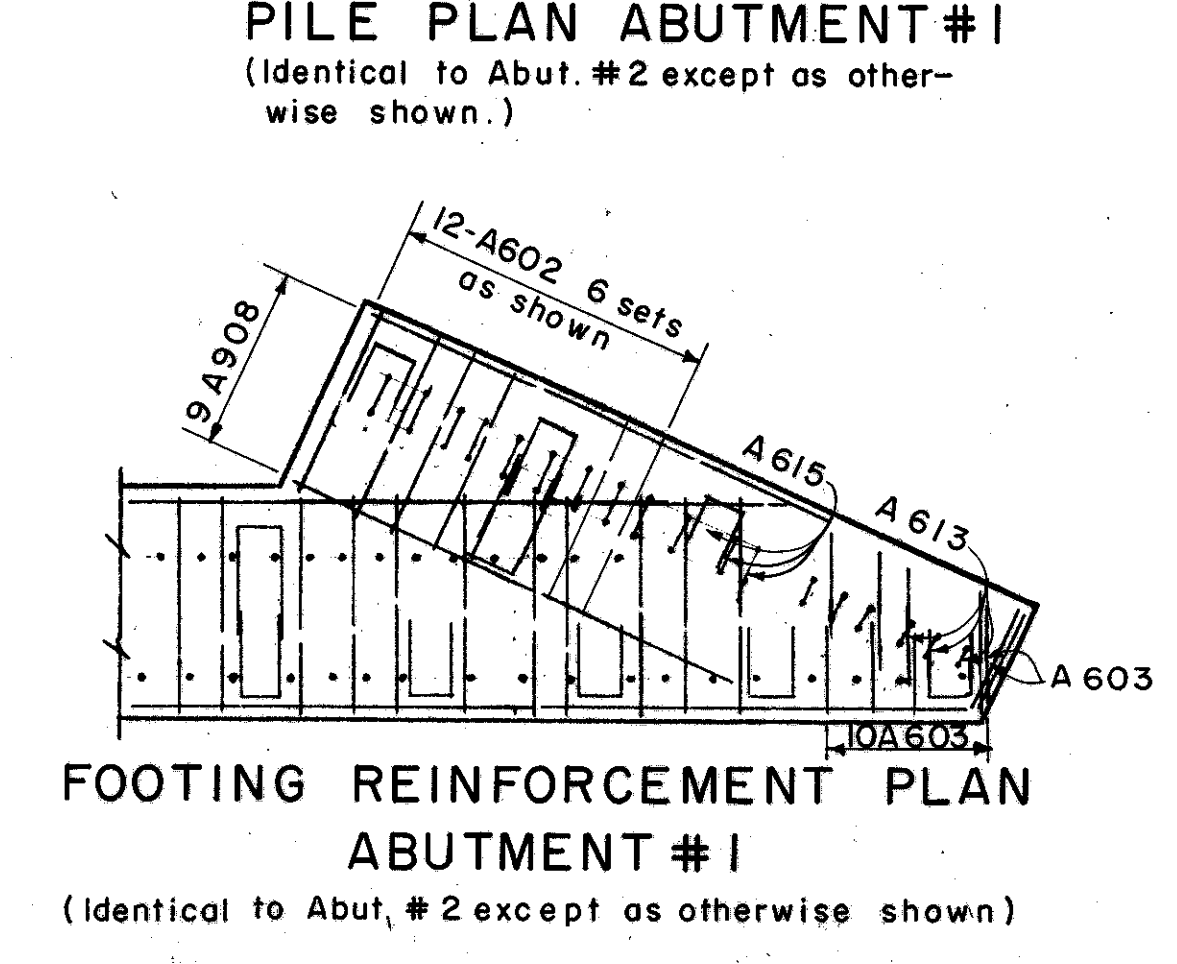 PILE PLAN ABUTMENT #1
(Identical to Abut. #2 except as other-
wise shown.)
12-A602 6 sets
as shown
9 A908
A615
A613
A603
10A603
FOOTING REINFORCEMENT PLAN
ABUTMENT #1
(Identical to Abut, #2 except as otherwise shown)